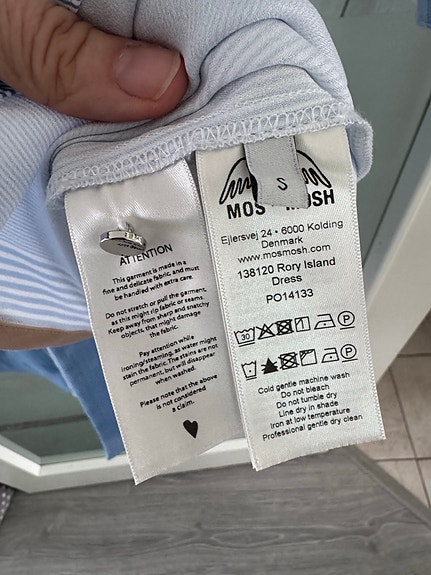 ATTENTION
This garment is made in a
fine and delicate fabric, and must
be handled with extra care.
Do not stretch or pull the garment,
as this might rip fabric or seams.
Keep away from sharp and snatchy
objects, that might damage
the fabric.
Pay attention while
ironing/steaming, as water might
stain the fabric. The stains are not
permanent, but will disappear
when washed.
Please note that the above
is not considered
a claim.
S
MOS MOSH
Ejlersvej 24 • 6000 Kolding
Denmark
www.mosmosh.com
138120 Rory Island
Dress
PO14133
30 P
P
Cold gentle machine wash
Do not bleach
Do not tumble dry
Line dry in shade
Iron at low temperature
Professional gentle dry clean